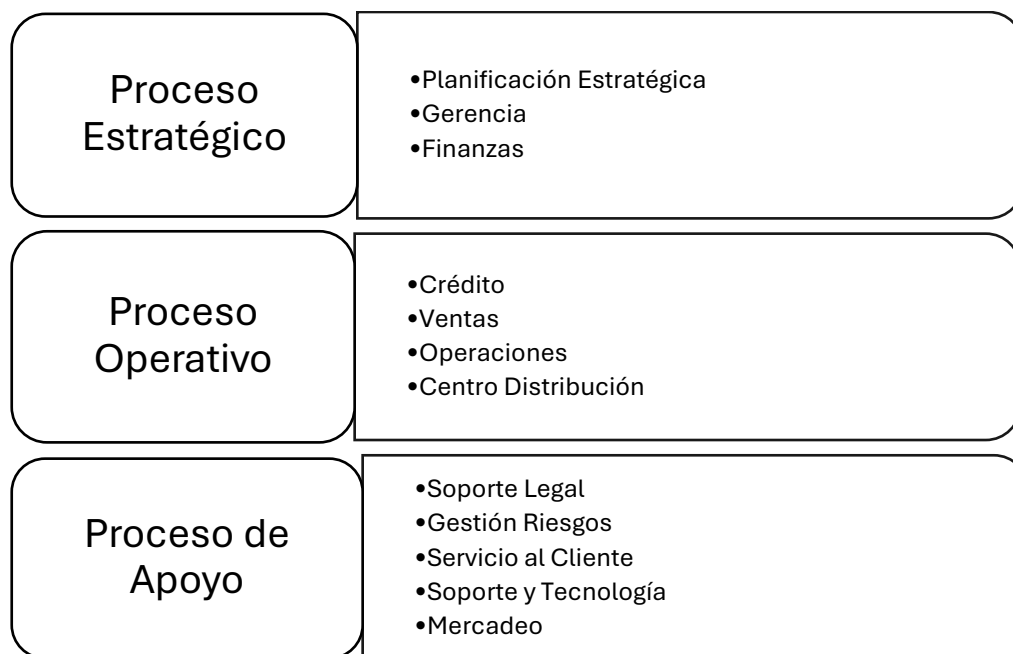 Proceso
Estratégico
•Planificación Estratégica
•Gerencia
•Finanzas
Proceso
Operativo
•Crédito
•Ventas
•Operaciones
•Centro Distribución
Proceso de
Apoyo
•Soporte Legal
•Gestión Riesgos
•Servicio al Cliente
•Soporte y Tecnología
•Mercadeo